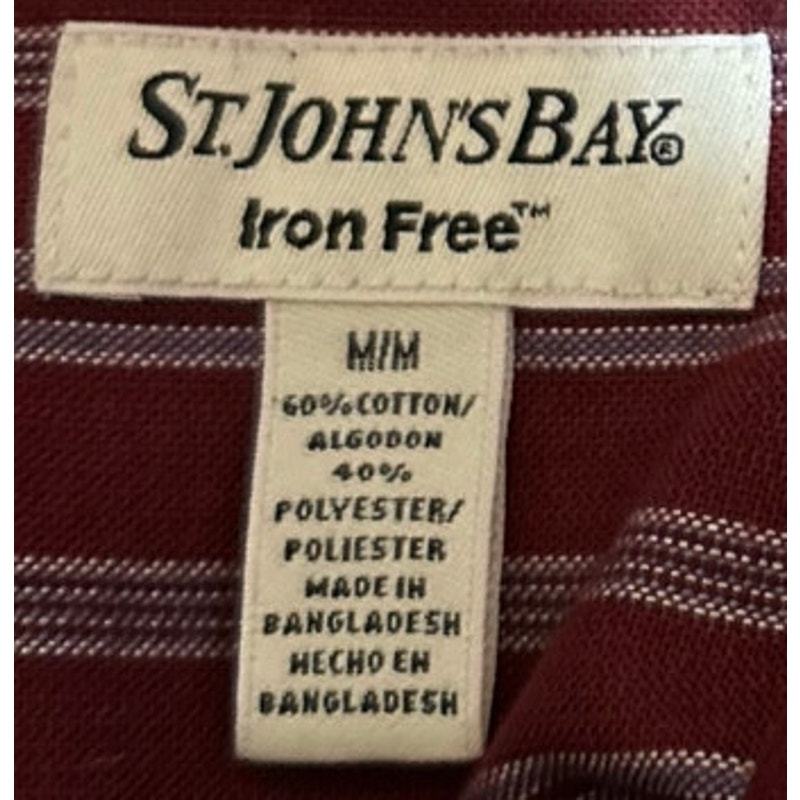 ST. JOHN'S BAY®
Iron Free™
M/M
60% COTTON/
ALGODON
40%
POLYESTER/
POLIESTER
MADE IN
BANGLADESH
HECHO EN
BANGLADESH